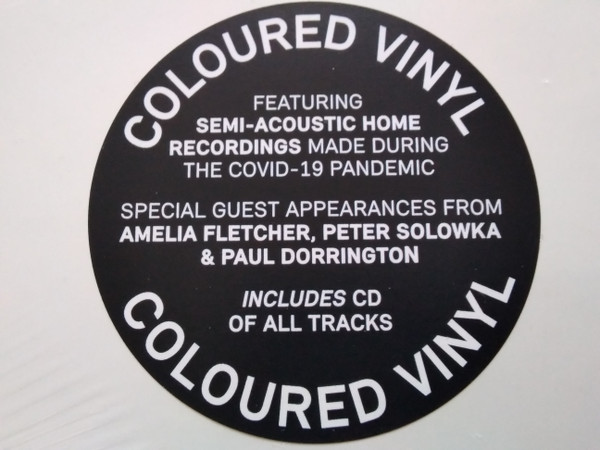 COLOURED VINYL
FEATURING
SEMI-ACOUSTIC HOME
RECORDINGS MADE DURING
THE COVID-19 PANDEMIC
SPECIAL GUEST APPEARANCES FROM
AMELIA FLETCHER, PETER SOLOWKA
& PAUL DORRINGTON
INCLUDES CD
OF ALL TRACKS
COLOURED VINYL